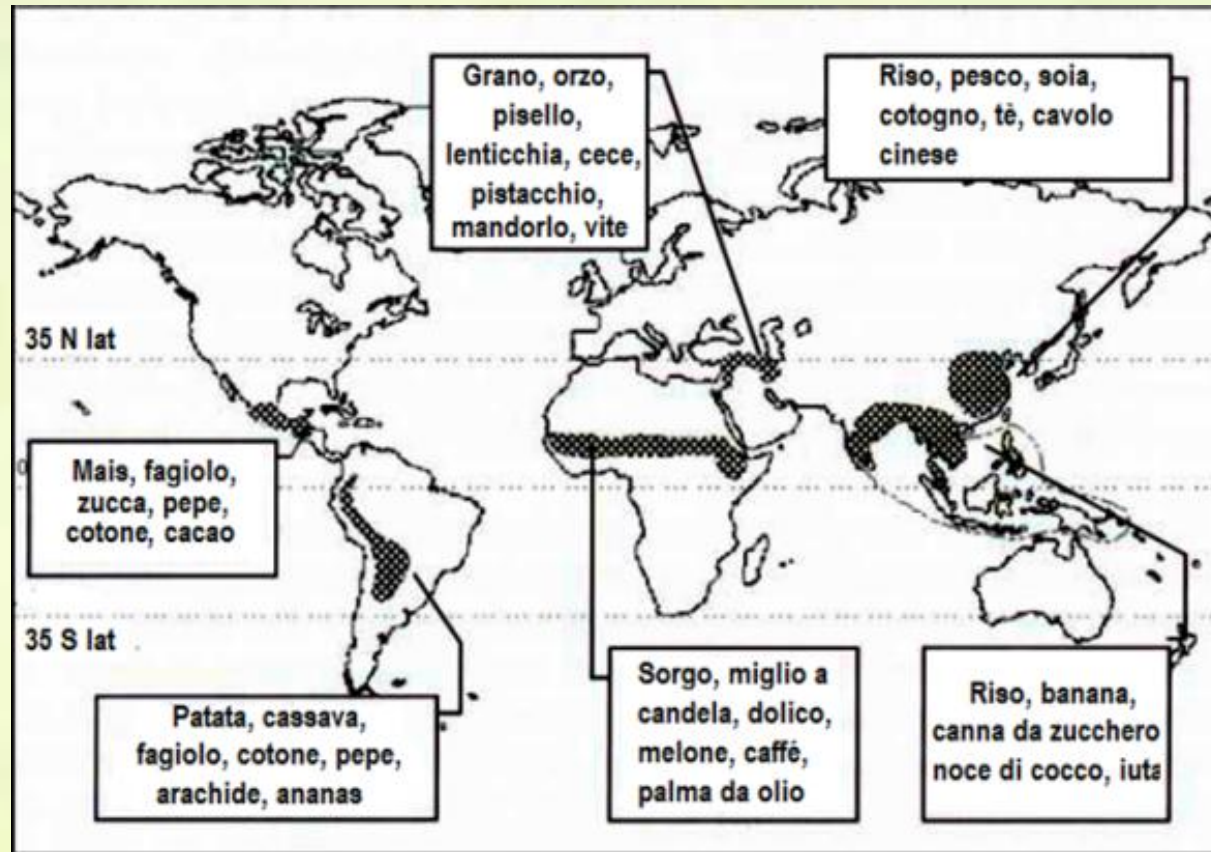 Grano, orzo,
pisello,
lenticchia, cece,
pistacchio,
mandorlo, vite
Riso, pesco, soia,
cotogno, tè, cavolo
cinese
35 N lat
Mais, fagiolo,
zucca, pepe,
cotone, cacao
0
35 S lat
Patata, cassava,
fagiolo, cotone, pepe,
arachide, ananas
Sorgo, miglio a
candela, dolico,
melone, caffè,
palma da olio
Riso, banana,
canna da zucchero
noce di cocco, iuta